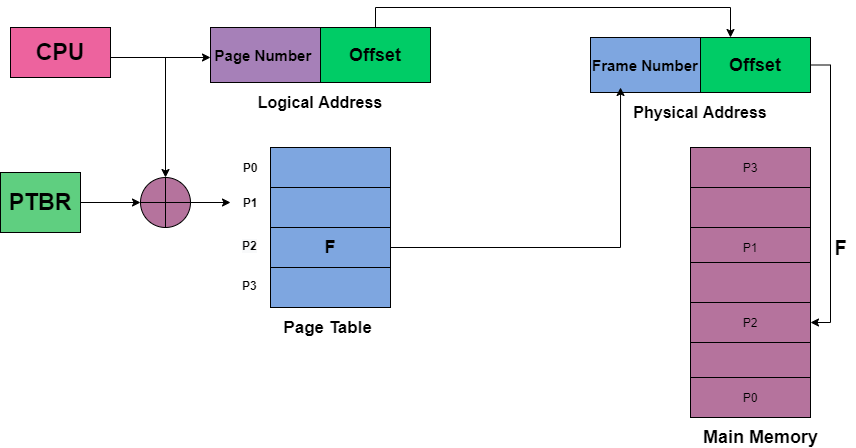 CPU
Page Number
Offset
Logical Address
Frame Number
Offset
Physical Address
PTBR
P0
P1
P2
P3
F
Page Table
P3
P1
P2
P0
F
Main Memory